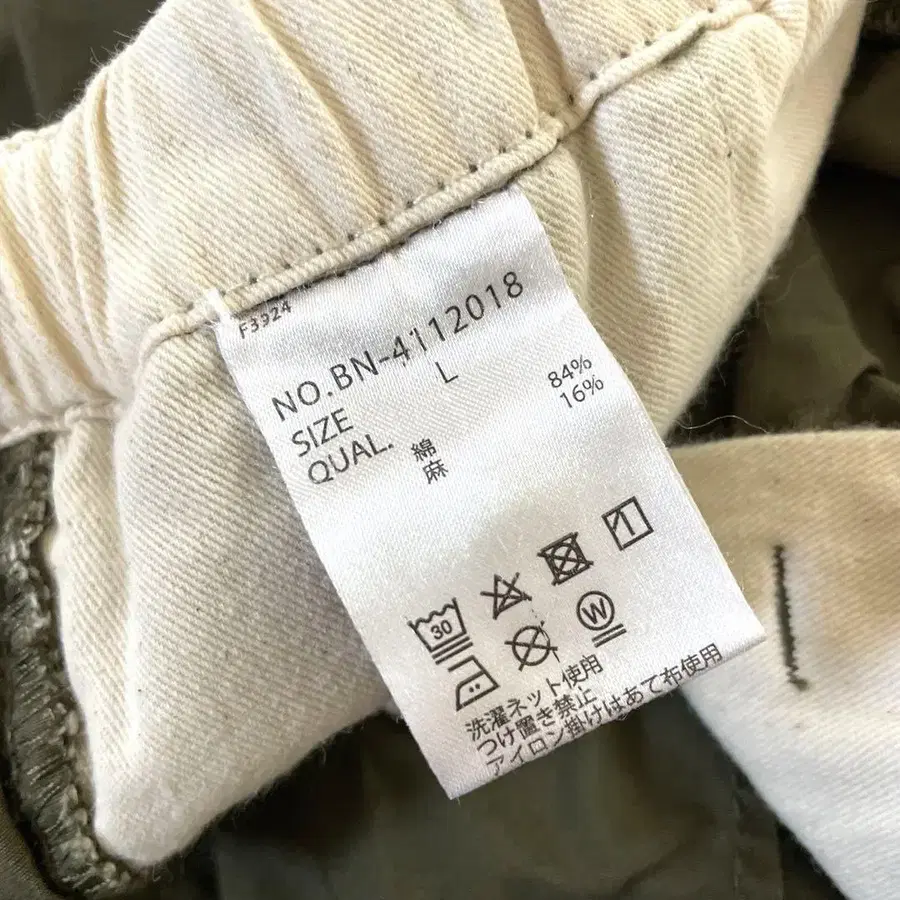 F3924
NO.BN-4112018
SIZE L
QUAL. 綿 84%
麻 16%
30
W
洗濯ネット使用
つけ置き禁止
アイロン掛けはあて布使用